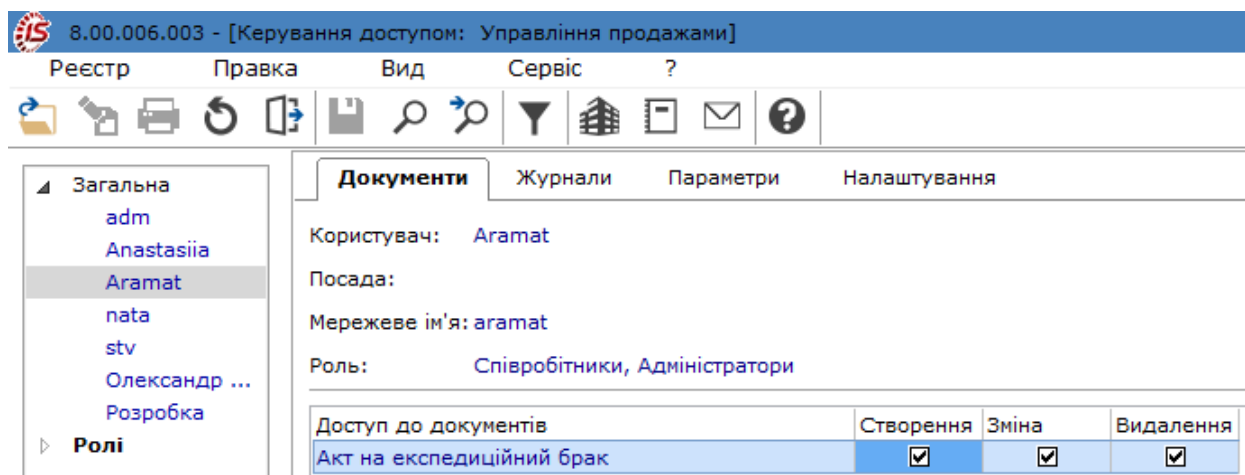 8.00.006.003 - [Керування доступом: Управління продажами]
Реєстр Правка Вид Сервіс ?
Загальна
adm
Anastasiia
Aramat
nata
stv
Олександр ...
Розробка
Ролі
Документи Журнали Параметри Налаштування
Користувач: Aramat
Посада:
Мережеве ім'я: aramat
Роль: Співробітники, Адміністратори
Доступ до документів Створення Зміна Видалення
Акт на експедиційний брак